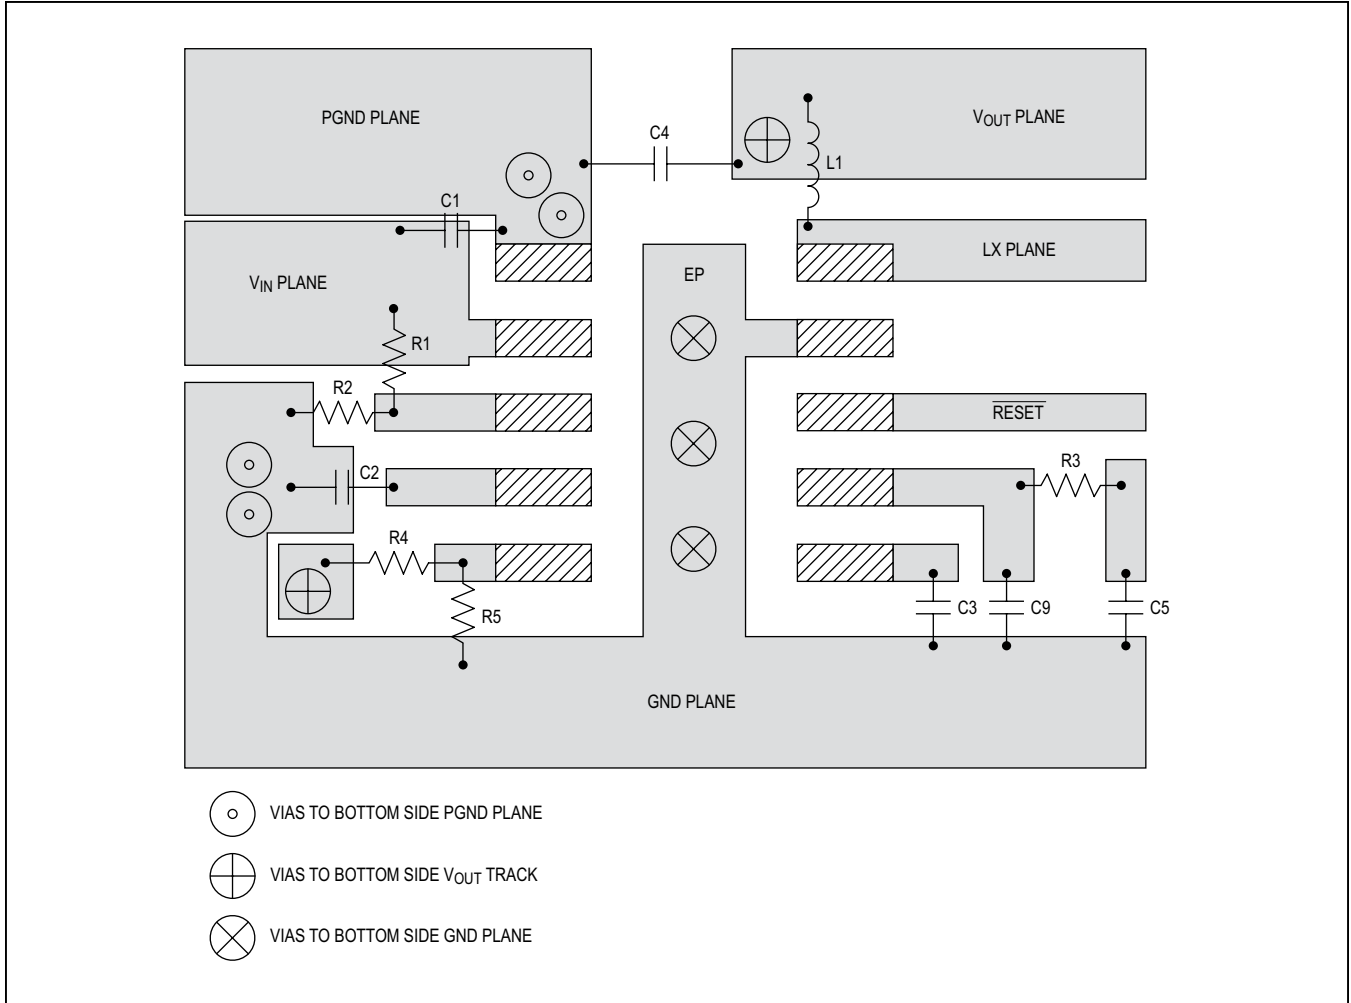 PGND PLANE
VOUT PLANE
C4
L1
C1
LX PLANE
VIN PLANE
EP
R1
R2
RESET
C2
R3
R4
R5
C3
C9
C5
GND PLANE
VIAS TO BOTTOM SIDE PGND PLANE
VIAS TO BOTTOM SIDE VOUT TRACK
VIAS TO BOTTOM SIDE GND PLANE